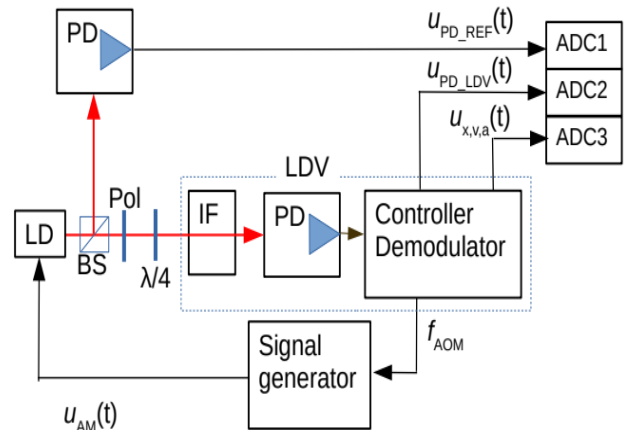 PD
u_PD_REF(t)
ADC1
u_PD_LDV(t)
ADC2
u_x,v,a(t)
ADC3
LDV
Pol
IF
PD
Controller
Demodulator
LD
BS
λ/4
f_AOM
Signal
generator
u_AM(t)